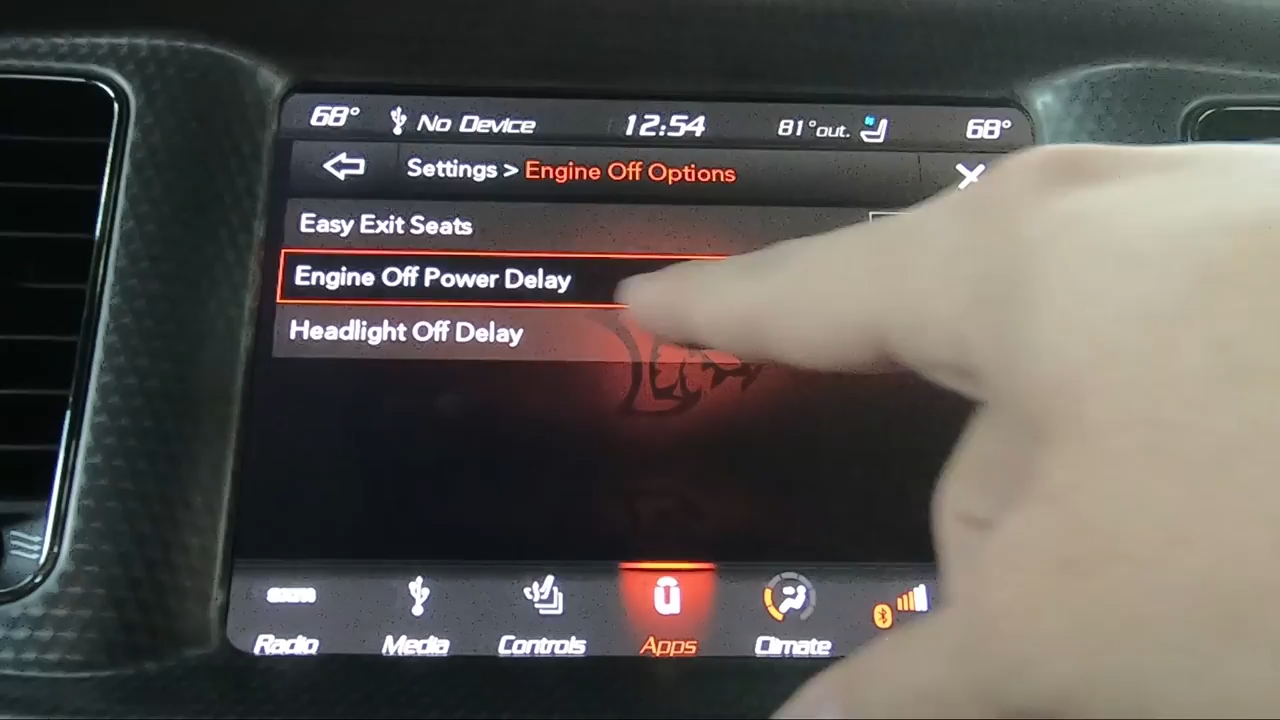 68° No Device 12:54 81°out. 68°
Settings > Engine Off Options
Easy Exit Seats
Engine Off Power Delay
Headlight Off Delay
Radio Media Controls Apps Climate